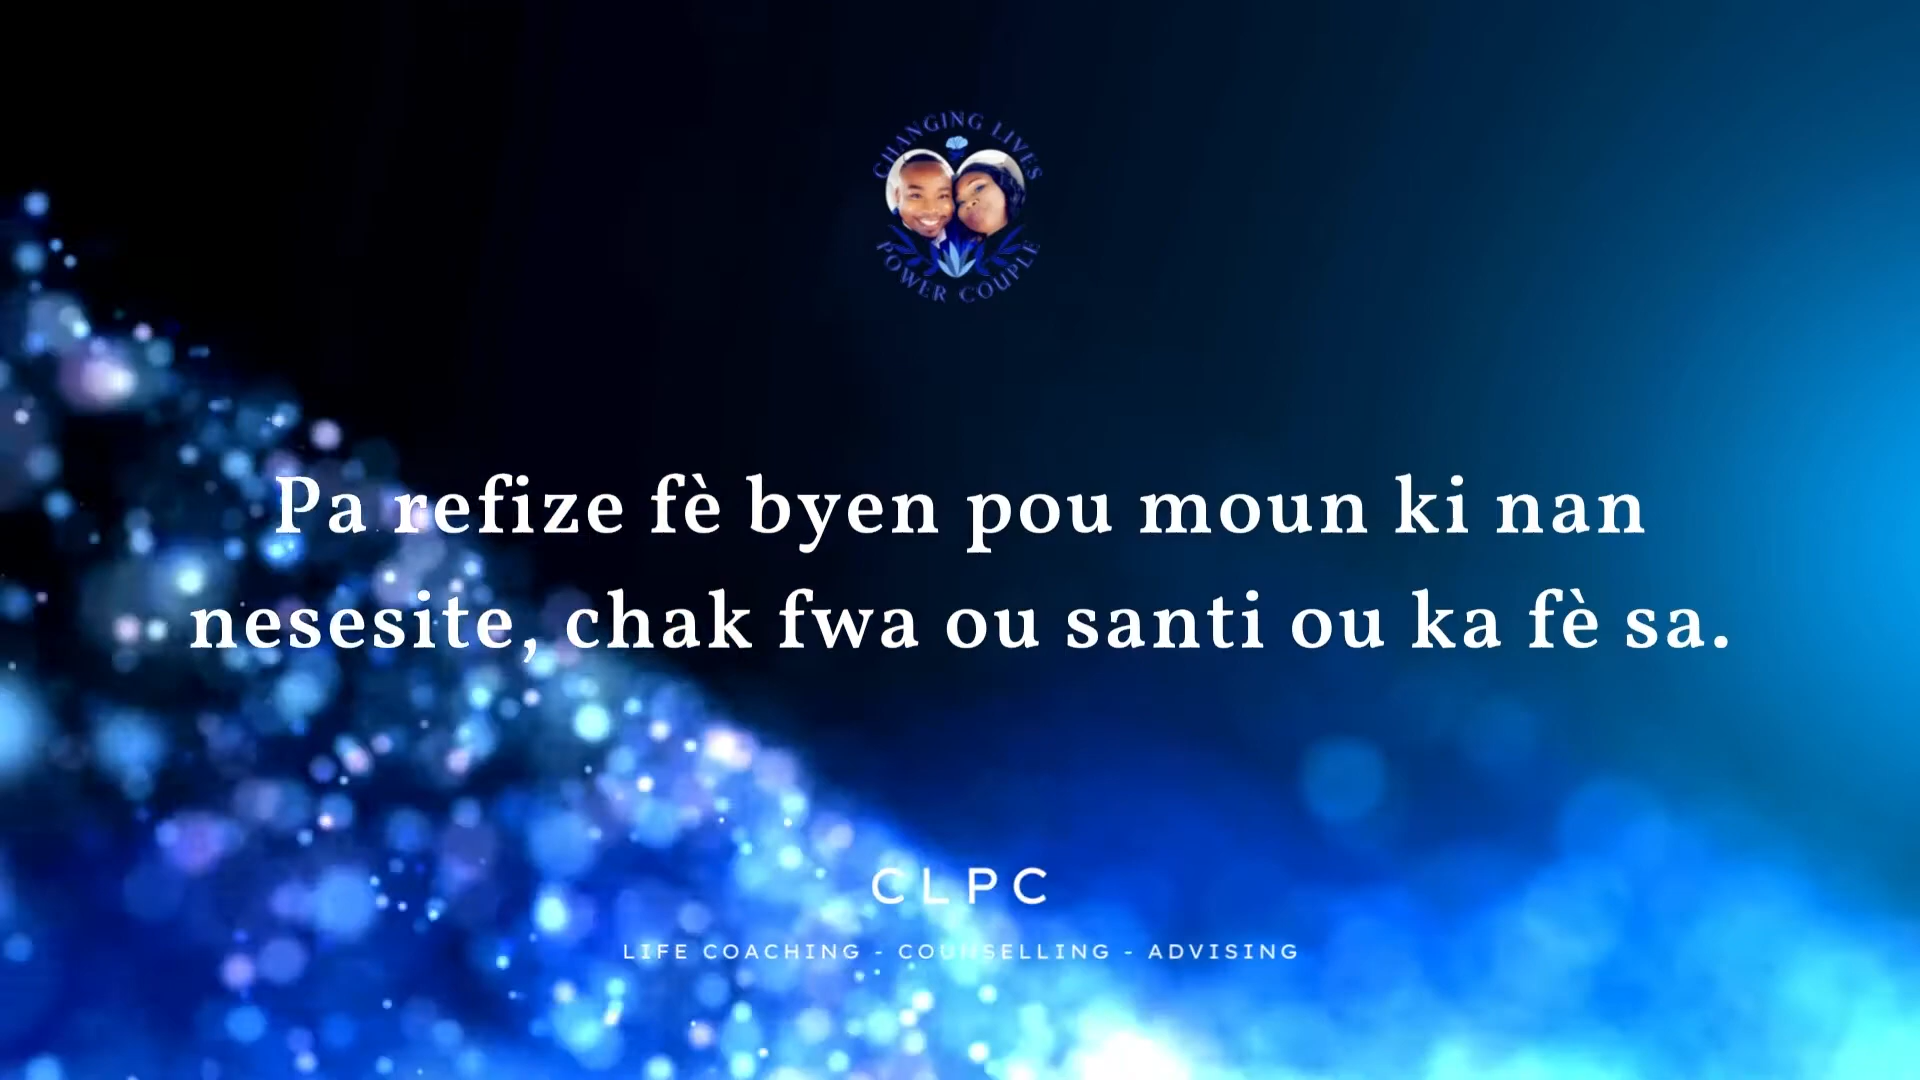 CHANGING LIVES
POWER COUPLE
Pa refize fè byen pou moun ki nan
nesesite, chak fwa ou santi ou ka fè sa.
CLPC
LIFE COACHING - COUNSELLING - ADVISING